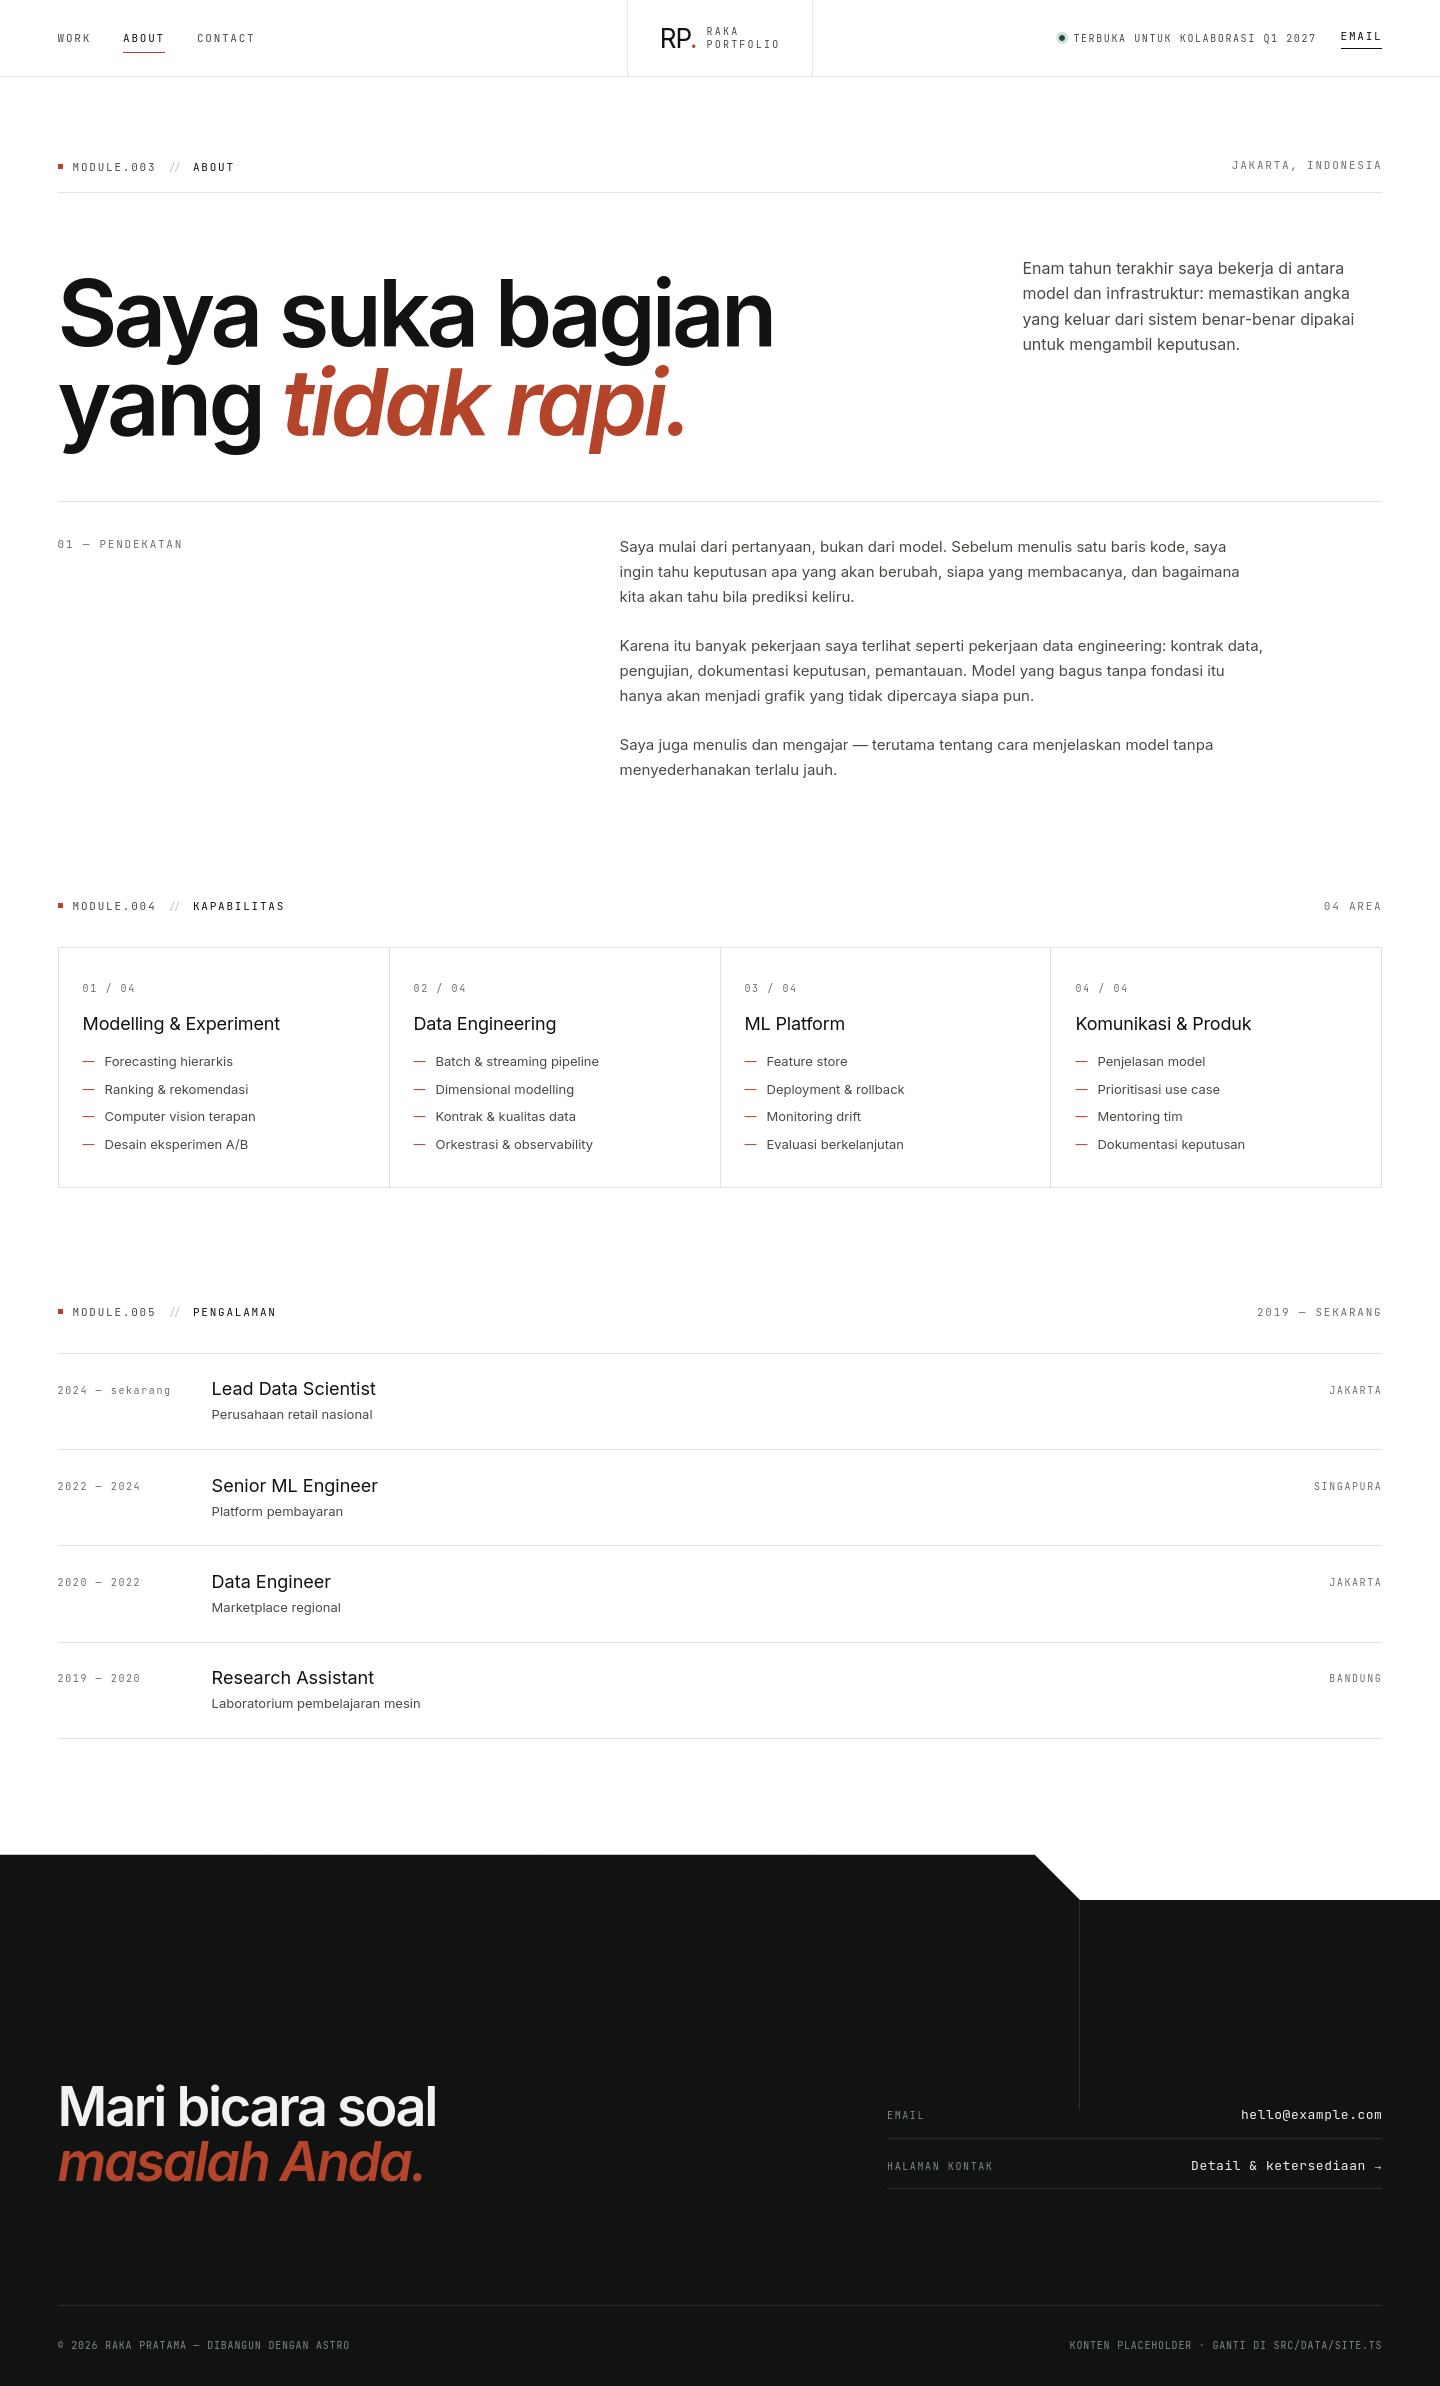 WORK
ABOUT
CONTACT
RP.
RAKA
PORTFOLIO
TERBUKA UNTUK KOLABORASI Q1 2027
EMAIL
MODULE.003 // ABOUT
JAKARTA, INDONESIA
Saya suka bagian
yang tidak rapi.
Enam tahun terakhir saya bekerja di antara
model dan infrastruktur: memastikan angka
yang keluar dari sistem benar-benar dipakai
untuk mengambil keputusan.
01 — PENDEKATAN
Saya mulai dari pertanyaan, bukan dari model. Sebelum menulis satu baris kode, saya
ingin tahu keputusan apa yang akan berubah, siapa yang membacanya, dan bagaimana
kita akan tahu bila prediksi keliru.
Karena itu banyak pekerjaan saya terlihat seperti pekerjaan data engineering: kontrak data,
pengujian, dokumentasi keputusan, pemantauan. Model yang bagus tanpa fondasi itu
hanya akan menjadi grafik yang tidak dipercaya siapa pun.
Saya juga menulis dan mengajar — terutama tentang cara menjelaskan model tanpa
menyederhanakan terlalu jauh.
MODULE.004 // KAPABILITAS
04 AREA
01 / 04
Modelling & Experiment
— Forecasting hierarkis
— Ranking & rekomendasi
— Computer vision terapan
— Desain eksperimen A/B
02 / 04
Data Engineering
— Batch & streaming pipeline
— Dimensional modelling
— Kontrak & kualitas data
— Orkestrasi & observability
03 / 04
ML Platform
— Feature store
— Deployment & rollback
— Monitoring drift
— Evaluasi berkelanjutan
04 / 04
Komunikasi & Produk
— Penjelasan model
— Prioritisasi use case
— Mentoring tim
— Dokumentasi keputusan
MODULE.005 // PENGALAMAN
2019 — SEKARANG
2024 — sekarang
Lead Data Scientist
Perusahaan retail nasional
JAKARTA
2022 — 2024
Senior ML Engineer
Platform pembayaran
SINGAPURA
2020 — 2022
Data Engineer
Marketplace regional
JAKARTA
2019 — 2020
Research Assistant
Laboratorium pembelajaran mesin
BANDUNG
Mari bicara soal
masalah Anda.
EMAIL
hello@example.com
HALAMAN KONTAK
Detail & ketersediaan →
© 2026 RAKA PRATAMA — DIBANGUN DENGAN ASTRO
KONTEN PLACEHOLDER · GANTI DI SRC/DATA/SITE.TS